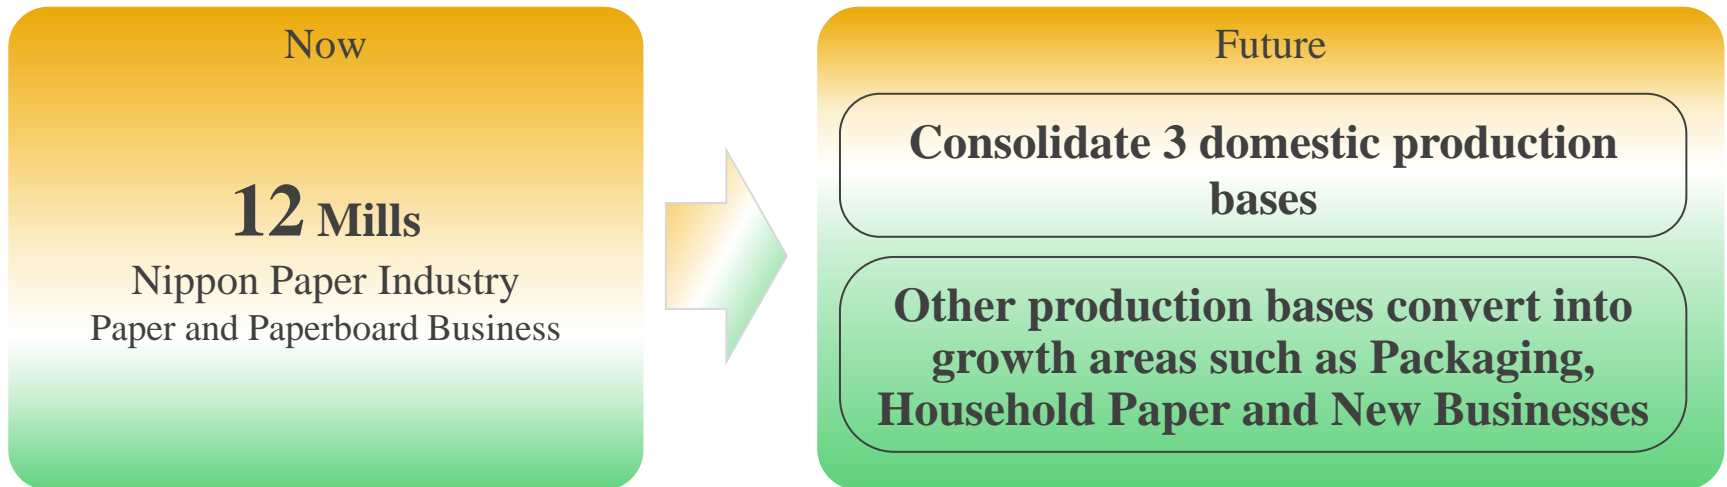 Now
12 Mills
Nippon Paper Industry
Paper and Paperboard Business
Future
Consolidate 3 domestic production
bases
Other production bases convert into
growth areas such as Packaging,
Household Paper and New Businesses